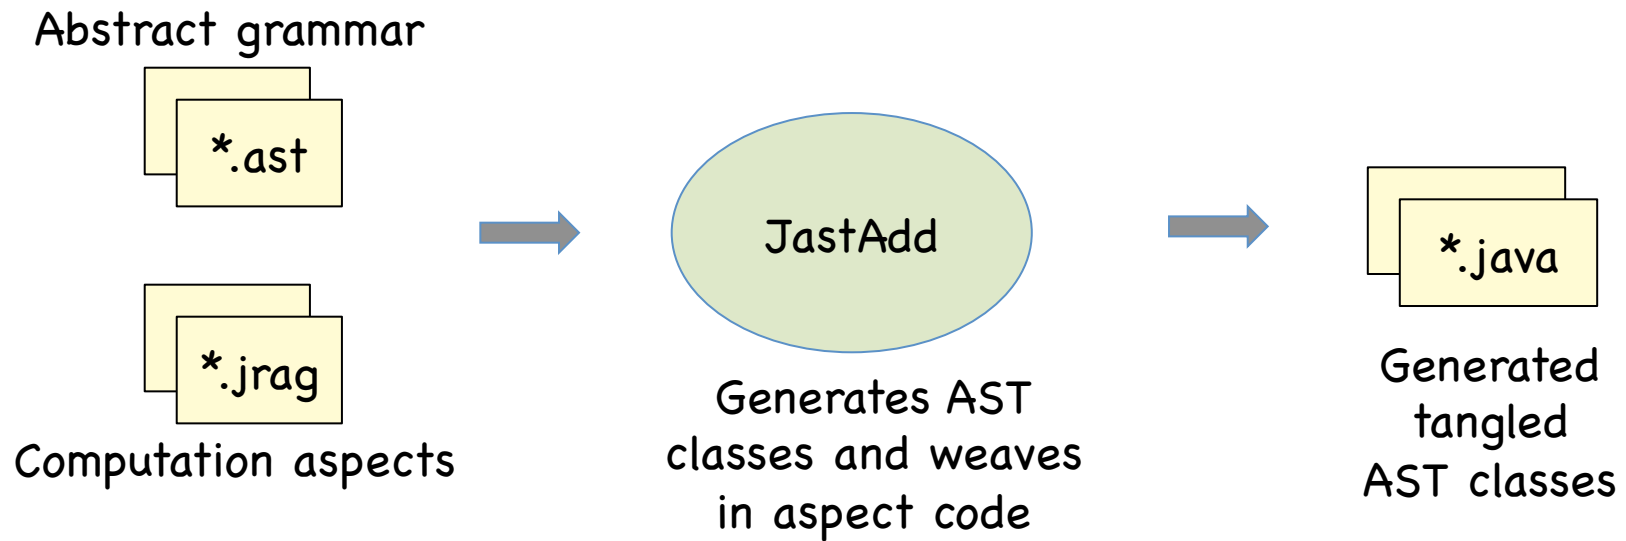 Abstract grammar
*.ast
*.jrag
Computation aspects
JastAdd
Generates AST
classes and weaves
in aspect code
*.java
Generated
tangled
AST classes